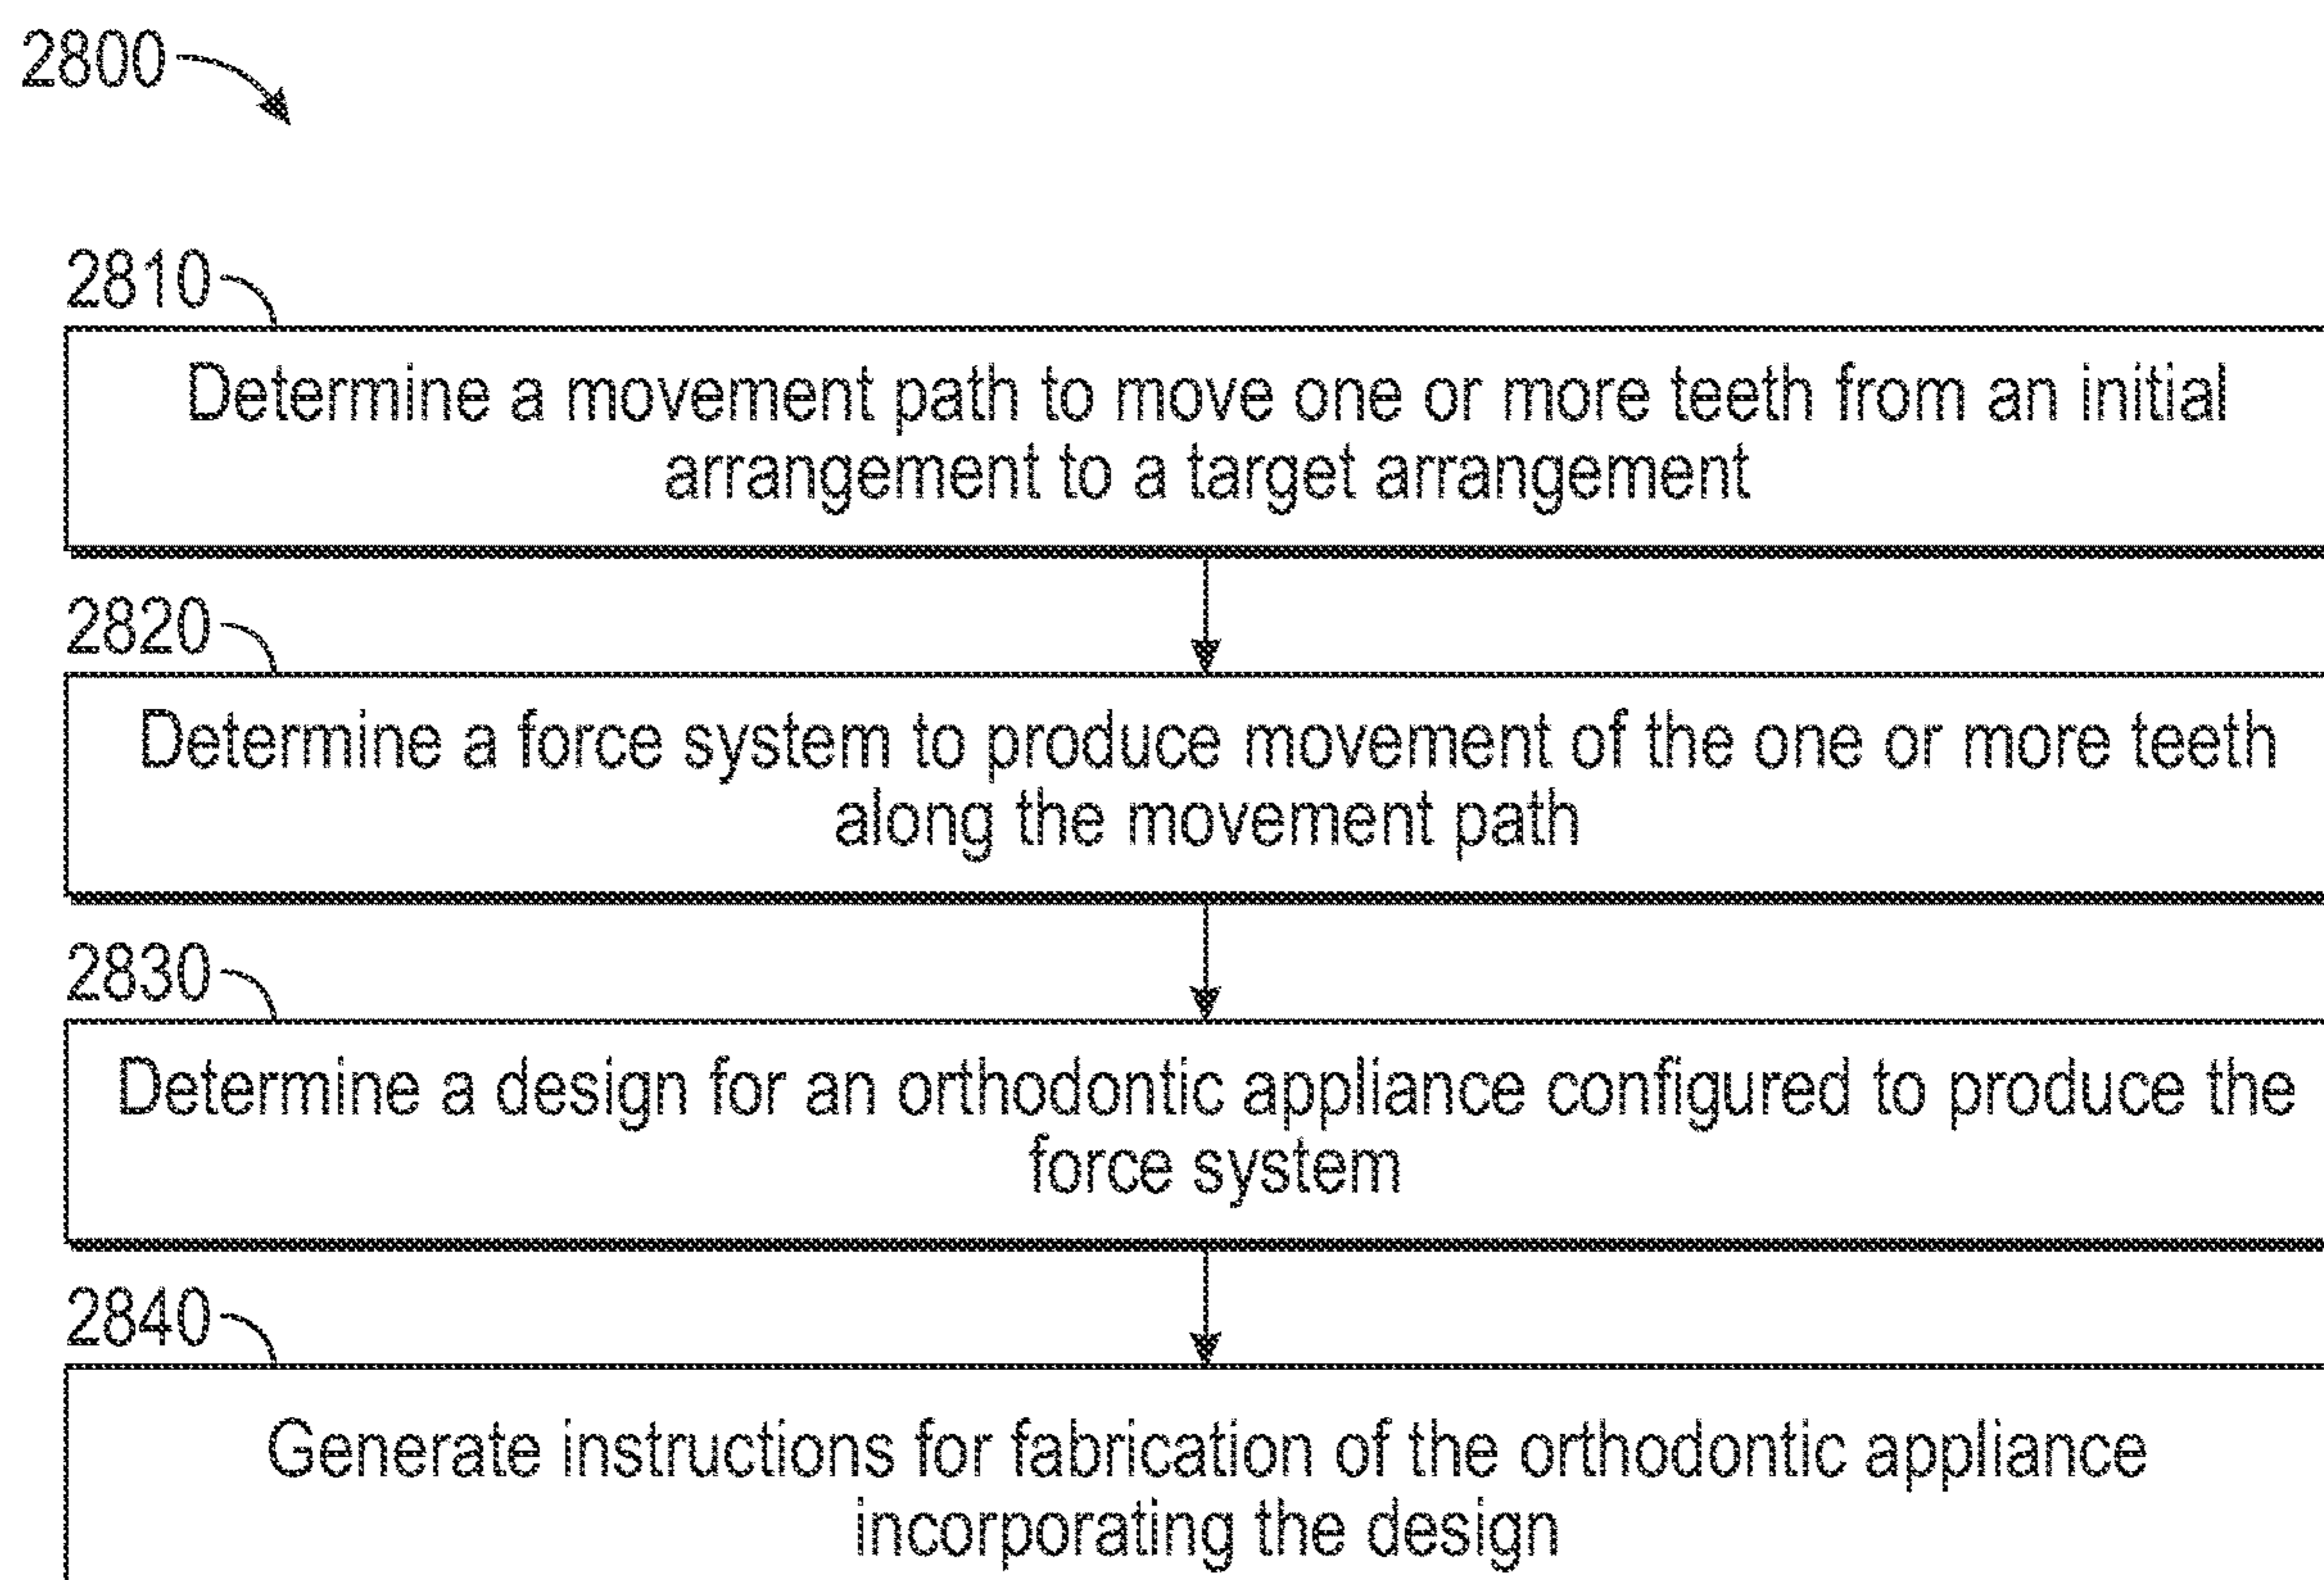 2800
2810
Determine a movement path to move one or more teeth from an initial
arrangement to a target arrangement
2820
Determine a force system to produce movement of the one or more teeth
along the movement path
2830
Determine a design for an orthodontic appliance configured to produce the
force system
2840
Generate instructions for fabrication of the orthodontic appliance
incorporating the design